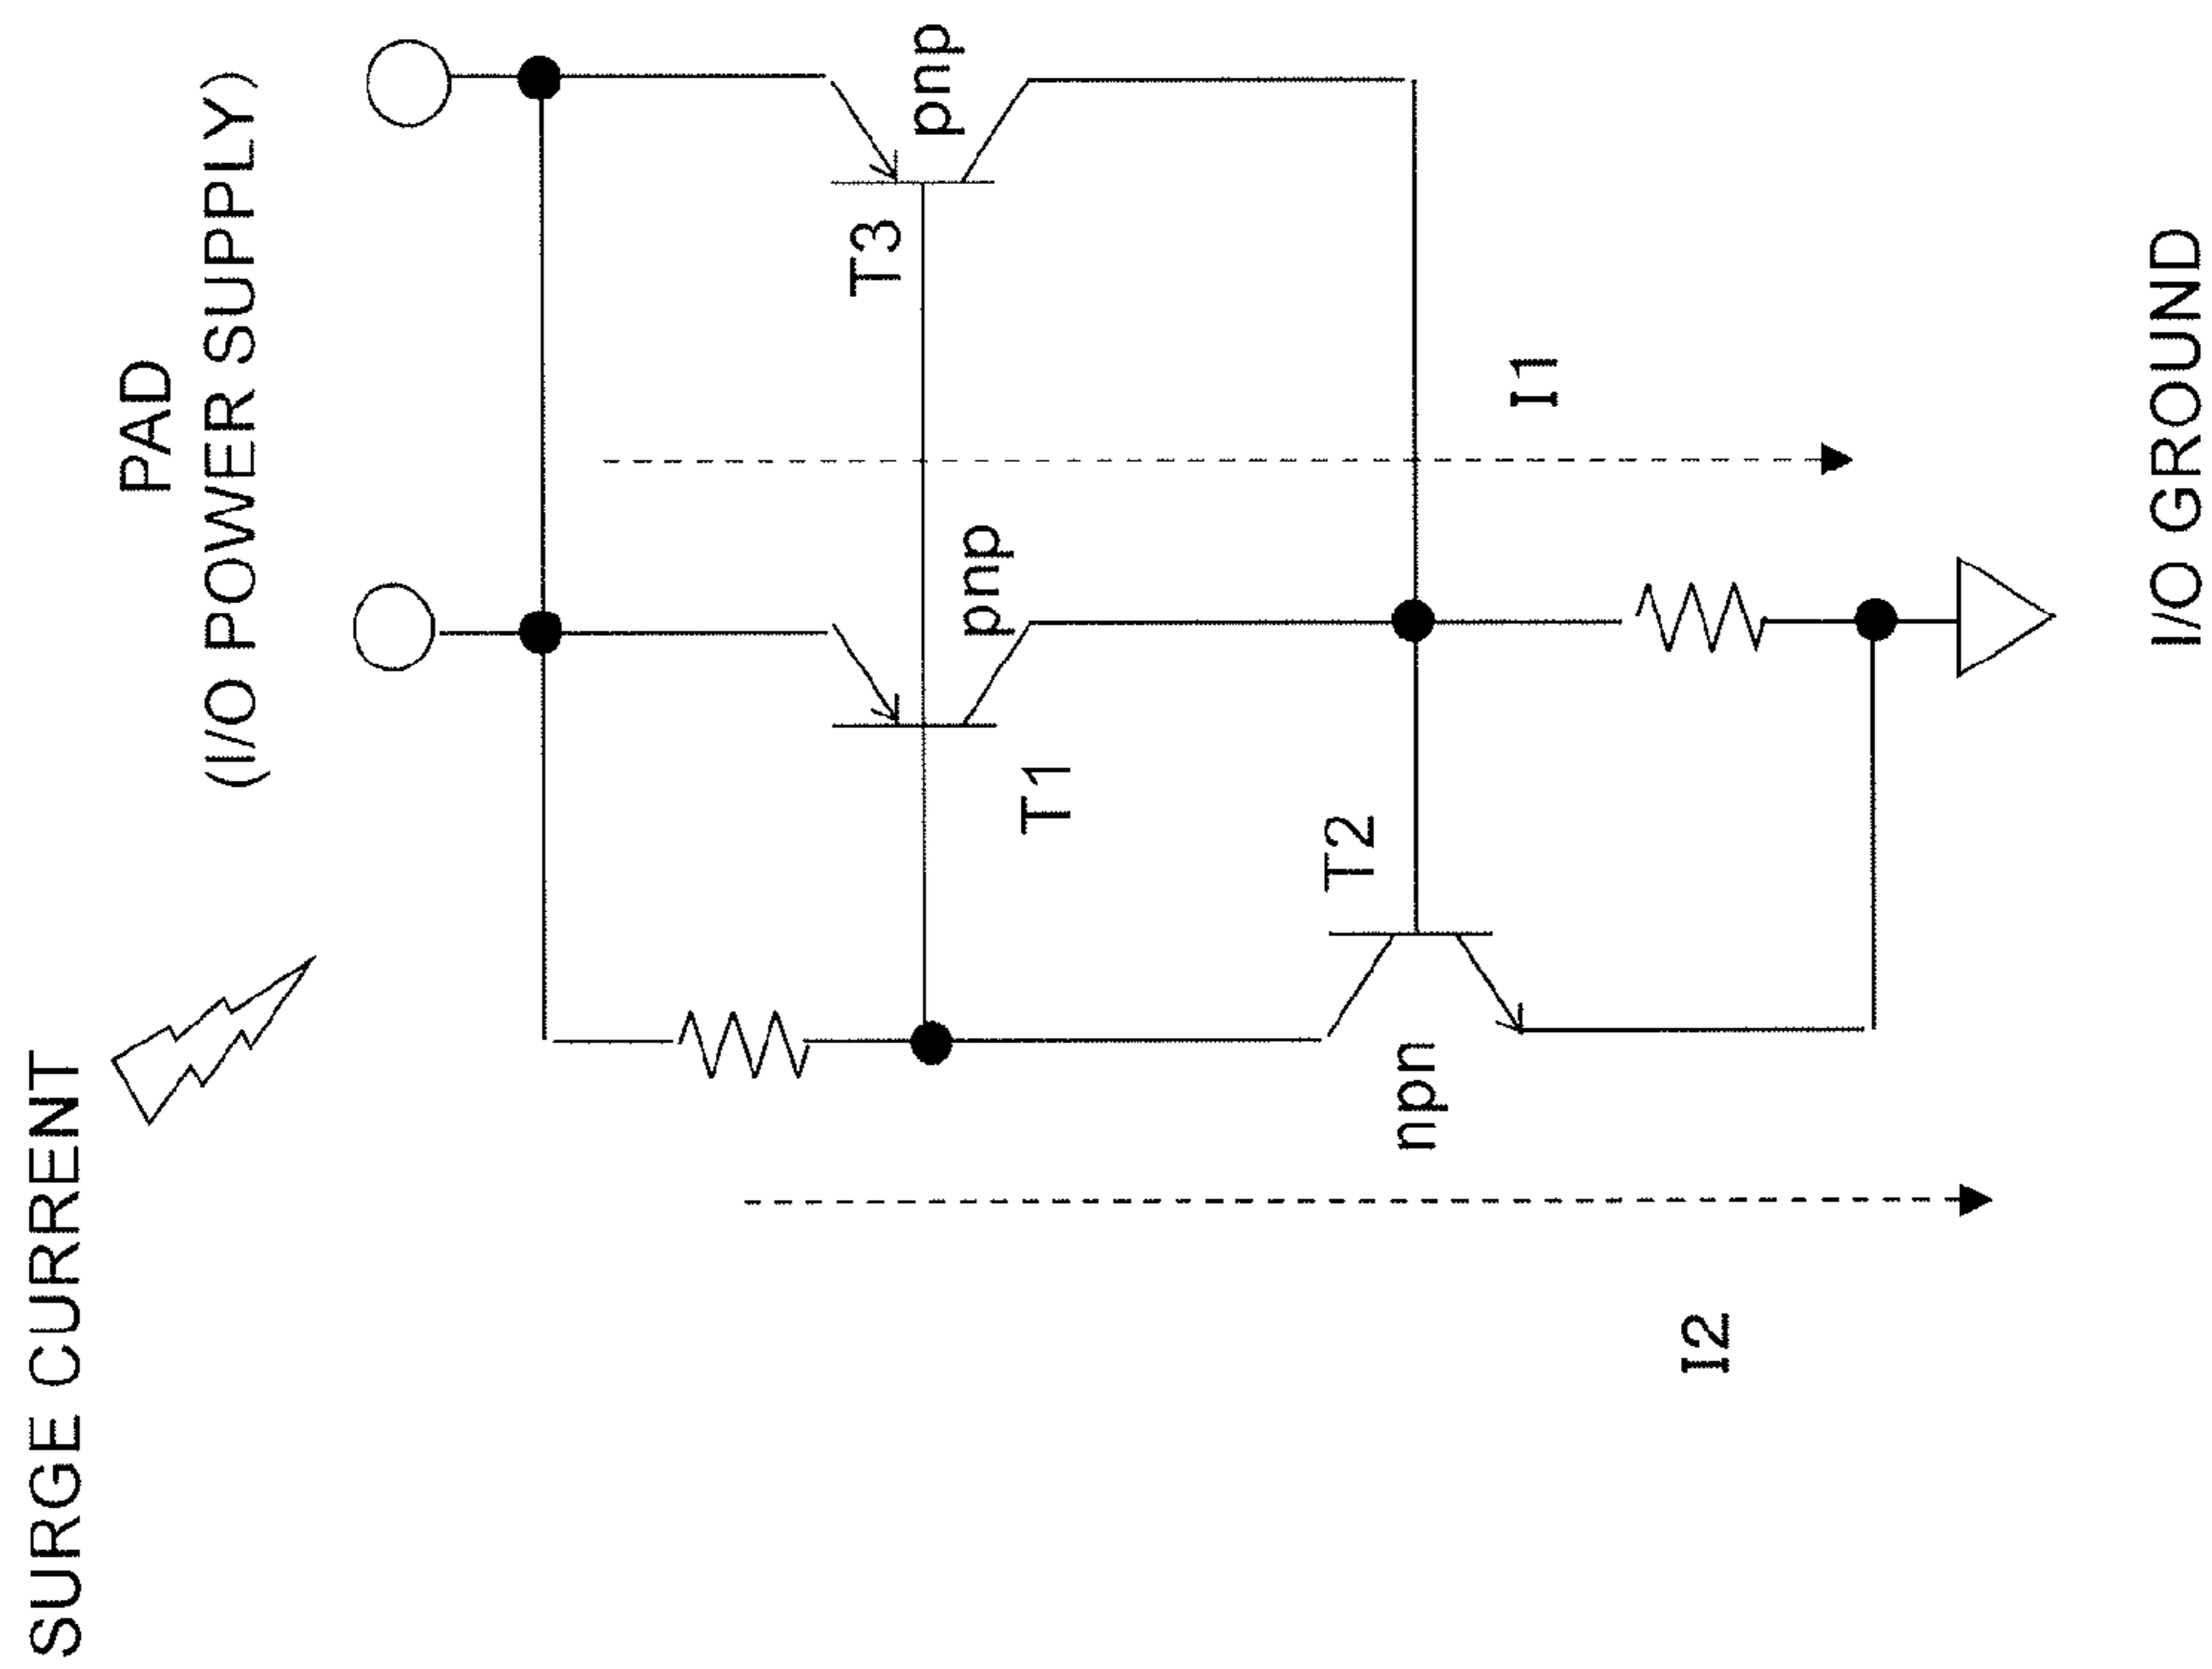 SURGE CURRENT
PAD
(I/O POWER SUPPLY)
T1
pnp
T3
pnp
T2
npn
I1
I2
I/O GROUND